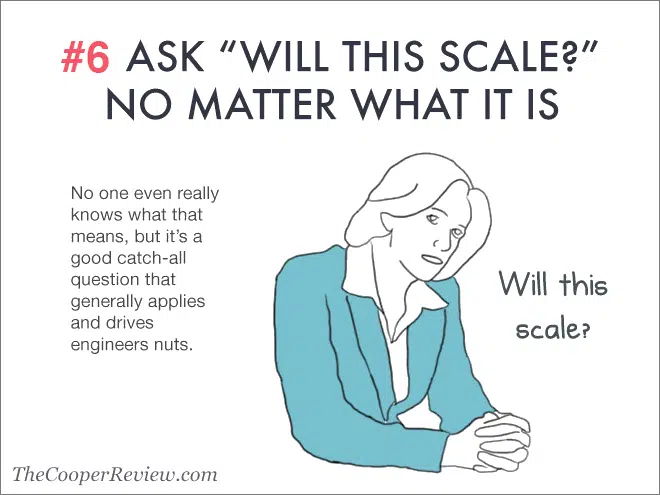 #6 ASK “WILL THIS SCALE?”
NO MATTER WHAT IT IS
No one even really
knows what that
means, but it’s a
good catch-all
question that
generally applies
and drives
engineers nuts.
Will this
scale?
TheCooperReview.com